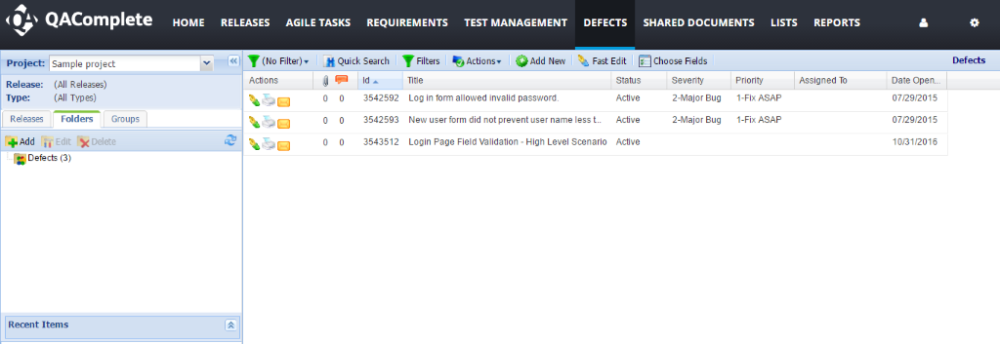 QAComplete HOME RELEASES AGILE TASKS REQUIREMENTS TEST MANAGEMENT DEFECTS SHARED DOCUMENTS LISTS REPORTS
Project: Sample project
(No Filter) Quick Search Filters Actions Add New Fast Edit Choose Fields Defects
Release: (All Releases)
Type: (All Types)
Releases Folders Groups
Add Edit Delete
Defects (3)
Recent Items
Actions Id Title Status Severity Priority Assigned To Date Open...
0 0 3542592 Log in form allowed invalid password. Active 2-Major Bug 1-Fix ASAP 07/29/2015
0 0 3542593 New user form did not prevent user name less t... Active 2-Major Bug 1-Fix ASAP 07/29/2015
0 0 3543512 Login Page Field Validation - High Level Scenario Active 10/31/2016